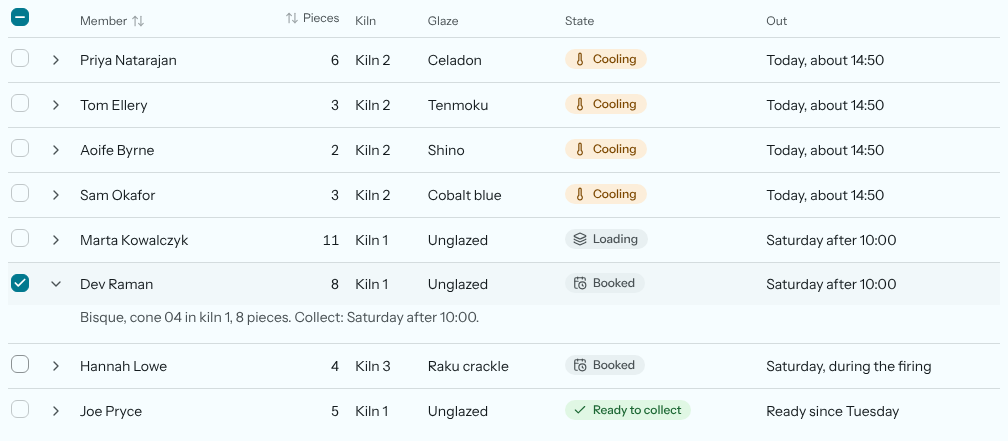 Member Pieces Kiln Glaze State Out
Priya Natarajan 6 Kiln 2 Celadon Cooling Today, about 14:50
Tom Ellery 3 Kiln 2 Tenmoku Cooling Today, about 14:50
Aoife Byrne 2 Kiln 2 Shino Cooling Today, about 14:50
Sam Okafor 3 Kiln 2 Cobalt blue Cooling Today, about 14:50
Marta Kowalczyk 11 Kiln 1 Unglazed Loading Saturday after 10:00
Dev Raman 8 Kiln 1 Unglazed Booked Saturday after 10:00
Bisque, cone 04 in kiln 1, 8 pieces. Collect: Saturday after 10:00.
Hannah Lowe 4 Kiln 3 Raku crackle Booked Saturday, during the firing
Joe Pryce 5 Kiln 1 Unglazed Ready to collect Ready since Tuesday